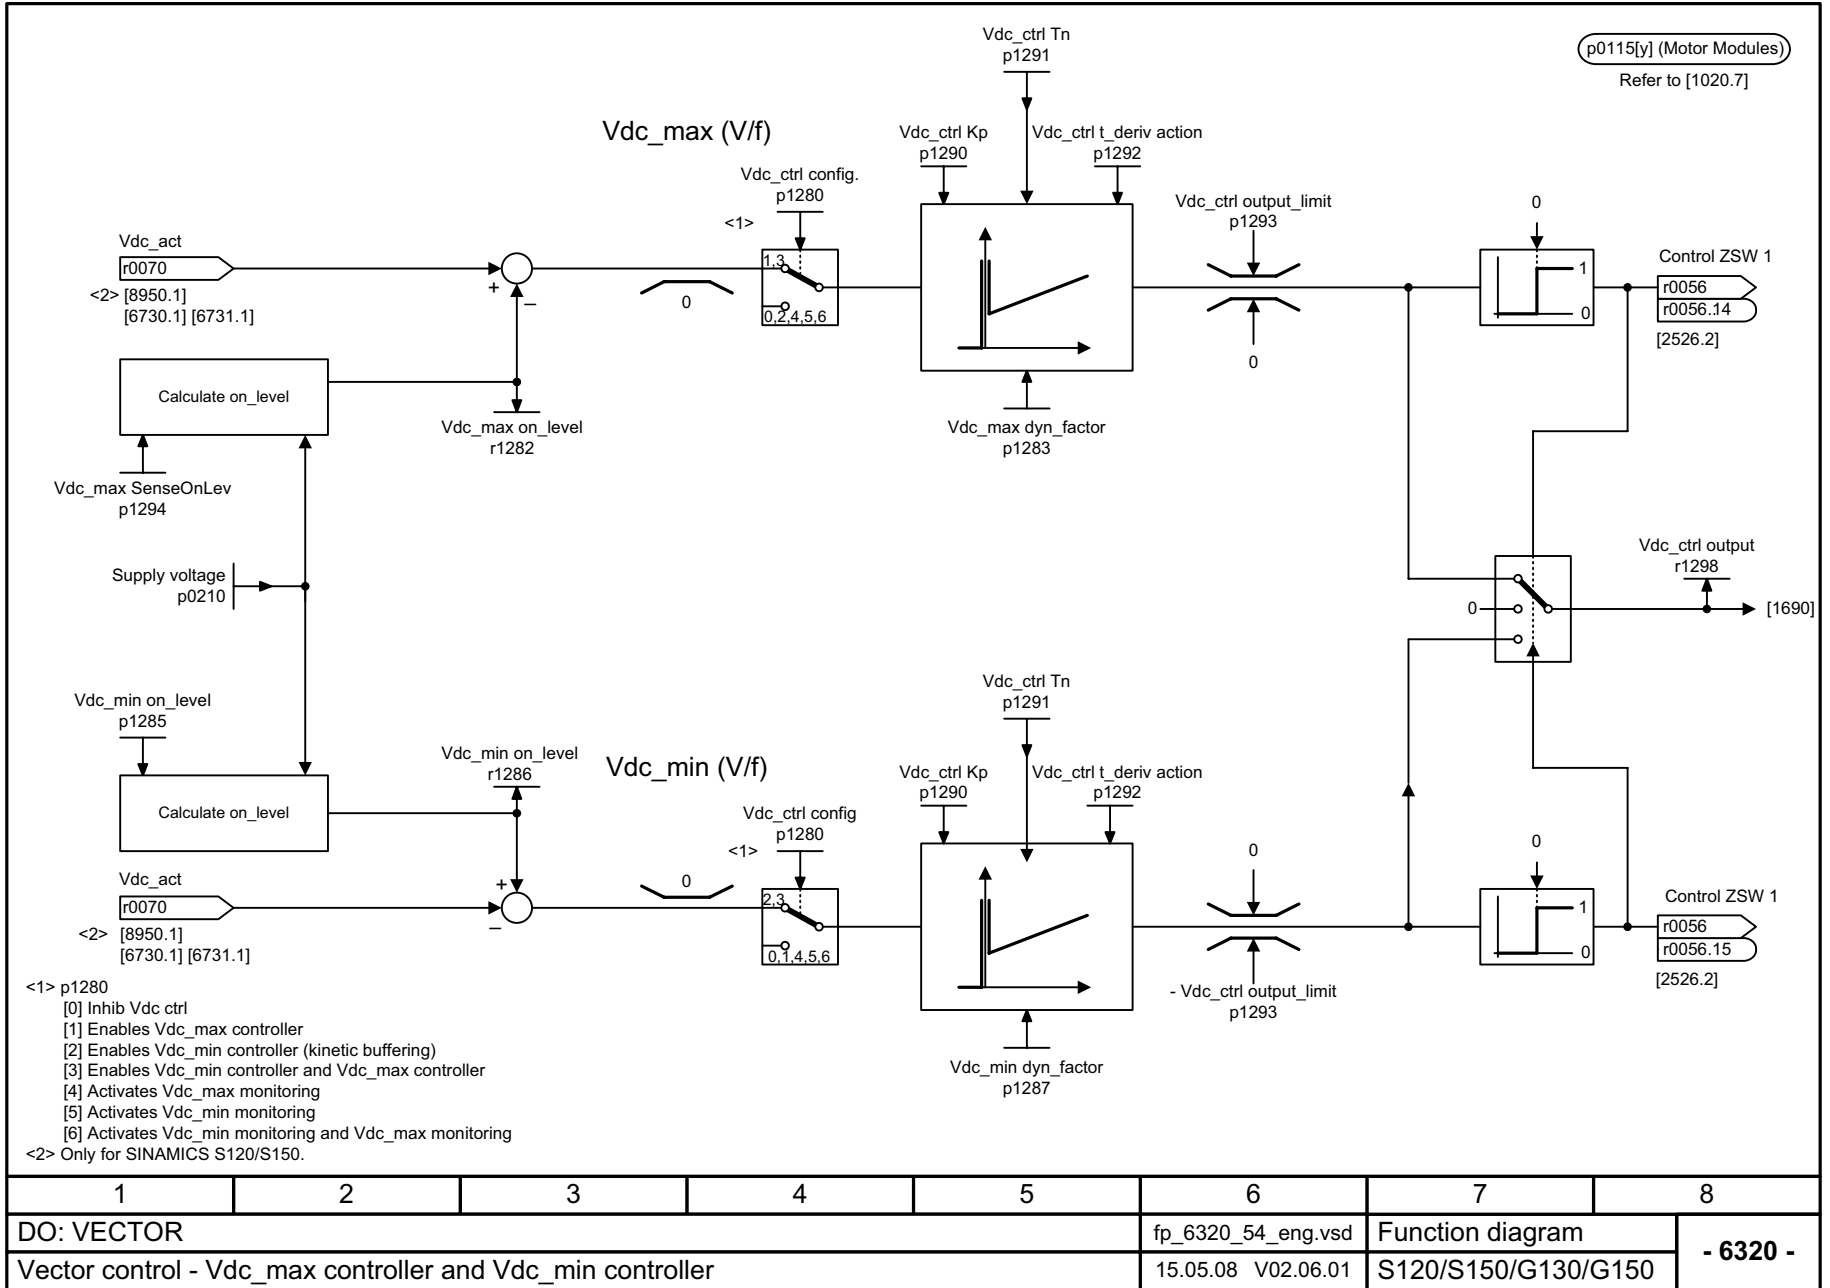 Vdc_ctrl Tn
p1291
p0115[y] (Motor Modules)
Refer to [1020.7]
Vdc_max (V/f)
Vdc_ctrl Kp
p1290
Vdc_ctrl t_deriv action
p1292
Vdc_ctrl config.
p1280
<1>
Vdc_ctrl output_limit
p1293
0
Vdc_act
r0070
<2> [8950.1]
[6730.1] [6731.1]
+
–
0
1,3
0,2,4,5,6
0
1
0
Control ZSW 1
r0056
r0056.14
[2526.2]
Calculate on_level
Vdc_max on_level
r1282
Vdc_max dyn_factor
p1283
Vdc_max SenseOnLev
p1294
Supply voltage
p0210
Vdc_ctrl output
r1298
0
[1690]
Vdc_min on_level
p1285
Vdc_ctrl Tn
p1291
Vdc_min on_level
r1286
Vdc_min (V/f)
Vdc_ctrl Kp
p1290
Vdc_ctrl t_deriv action
p1292
Calculate on_level
Vdc_ctrl config
p1280
<1>
0
0
Vdc_act
r0070
<2> [8950.1]
[6730.1] [6731.1]
+
–
0
2,3
0,1,4,5,6
1
0
Control ZSW 1
r0056
r0056.15
[2526.2]
- Vdc_ctrl output_limit
p1293
Vdc_min dyn_factor
p1287
<1> p1280
[0] Inhib Vdc ctrl
[1] Enables Vdc_max controller
[2] Enables Vdc_min controller (kinetic buffering)
[3] Enables Vdc_min controller and Vdc_max controller
[4] Activates Vdc_max monitoring
[5] Activates Vdc_min monitoring
[6] Activates Vdc_min monitoring and Vdc_max monitoring
<2> Only for SINAMICS S120/S150.
1 2 3 4 5 6 7 8
DO: VECTOR
fp_6320_54_eng.vsd
Function diagram
- 6320 -
Vector control - Vdc_max controller and Vdc_min controller
15.05.08 V02.06.01
S120/S150/G130/G150